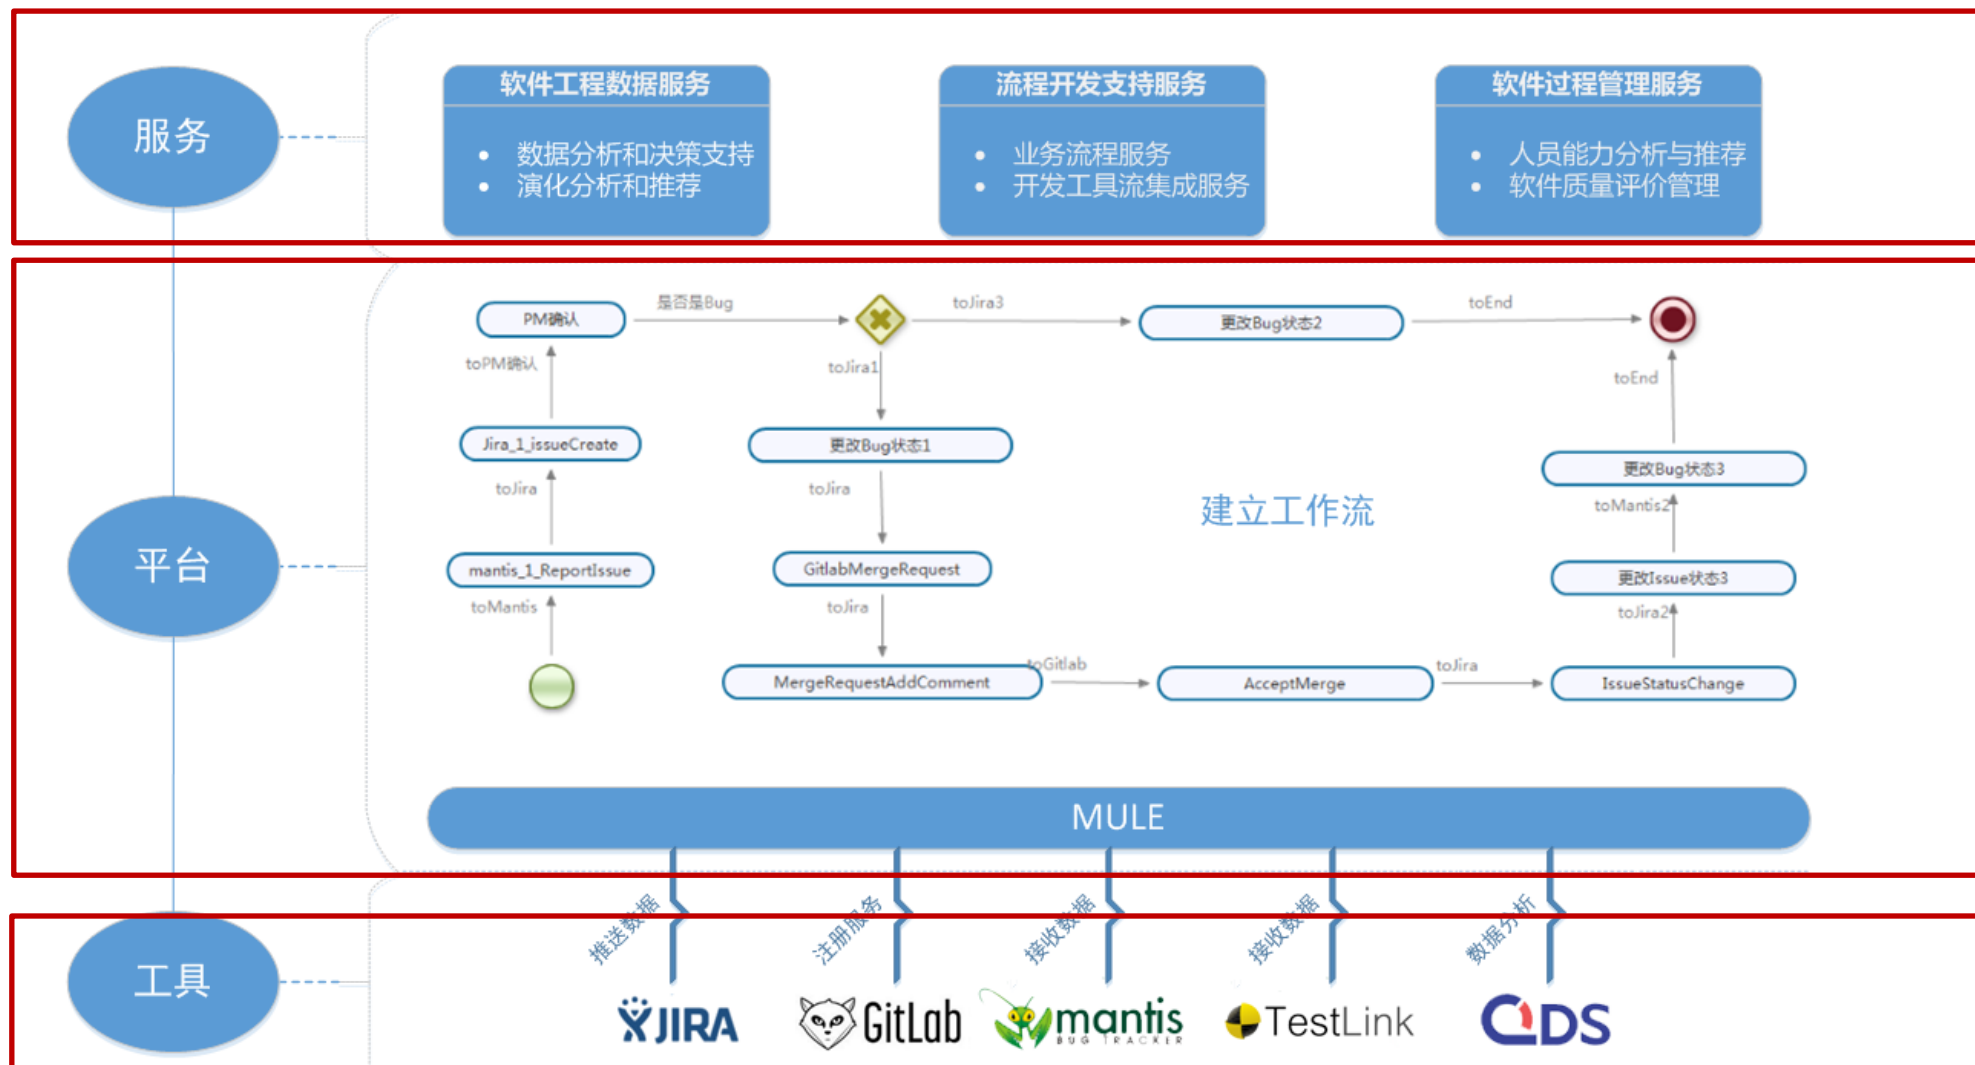 服务
软件工程数据服务
• 数据分析和决策支持
• 演化分析和推荐
流程开发支持服务
• 业务流程服务
• 开发工具流集成服务
软件过程管理服务
• 人员能力分析与推荐
• 软件质量评价管理
平台
PM确认
是否是Bug
toJira3
更改Bug状态2
toEnd
toPM确认
toJira1
toEnd
Jira_1_issueCreate
更改Bug状态1
更改Bug状态3
toJira
toJira
建立工作流
toMantis2
mantis_1_ReportIssue
GitlabMergeRequest
更改Issue状态3
toMantis
toJira
toJira2
MergeRequestAddComment
toGitlab
AcceptMerge
toJira
IssueStatusChange
MULE
工具
推送数据
注册服务
接收数据
接收数据
数据分析
JIRA
GitLab
mantis
BUG TRACKER
TestLink
QDS